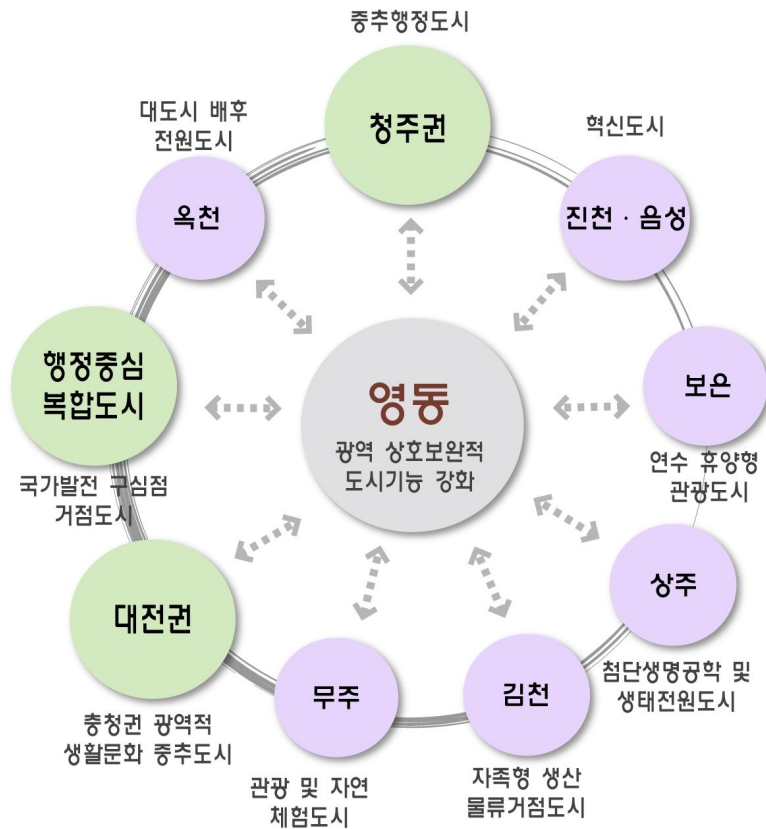 중추행정도시
청주권
대도시 배후
전원도시
옥천
혁신도시
진천 · 음성
행정중심
복합도시
국가발전 구심점
거점도시
영동
광역 상호보완적
도시기능 강화
보은
연수 휴양형
관광도시
대전권
충청권 광역적
생활문화 중추도시
상주
첨단생명공학 및
생태전원도시
무주
관광 및 자연
체험도시
김천
자족형 생산
물류거점도시